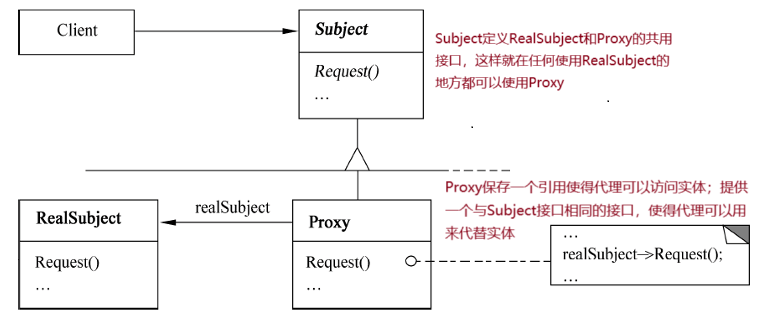 Client
Subject
Request()
...
Subject定义RealSubject和Proxy的共用
接口，这样就在任何使用RealSubject的
地方都可以使用Proxy
Proxy保存一个引用使得代理可以访问实体；提供
一个与Subject接口相同的接口，使得代理可以用
来代替实体
RealSubject
Request()
...
realSubject
Proxy
Request()
...
...
realSubject->Request();
...